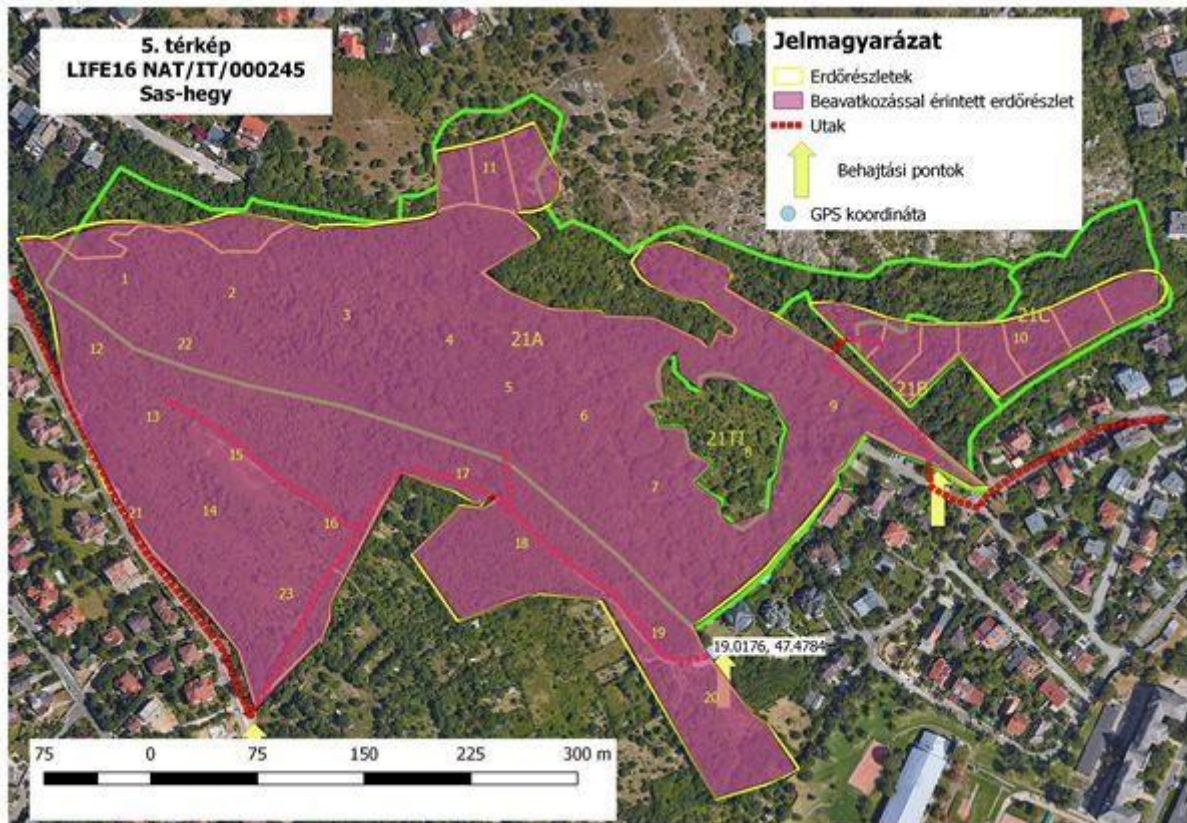 5. térkép
LIFE16 NAT/IT/000245
Sas-hegy
Jelmagyarázat
Erdőrészletek
Beavatkozással érintett erdőrészlet
Utak
Behajtási pontok
GPS koordináta
11
1
2
3
4
21A
5
6
12
22
13
15
14
21
16
17
18
23
21TI
8
7
9
21B
21C
10
19
20
19.0176, 47.4784
75 0 75 150 225 300 m